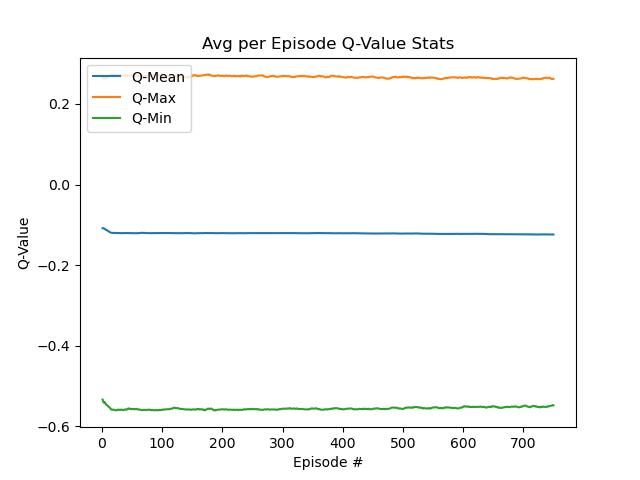 Avg per Episode Q-Value Stats
Q-Value
0.2
0.0
−0.2
−0.4
−0.6
Q-Mean
Q-Max
Q-Min
0 100 200 300 400 500 600 700
Episode #